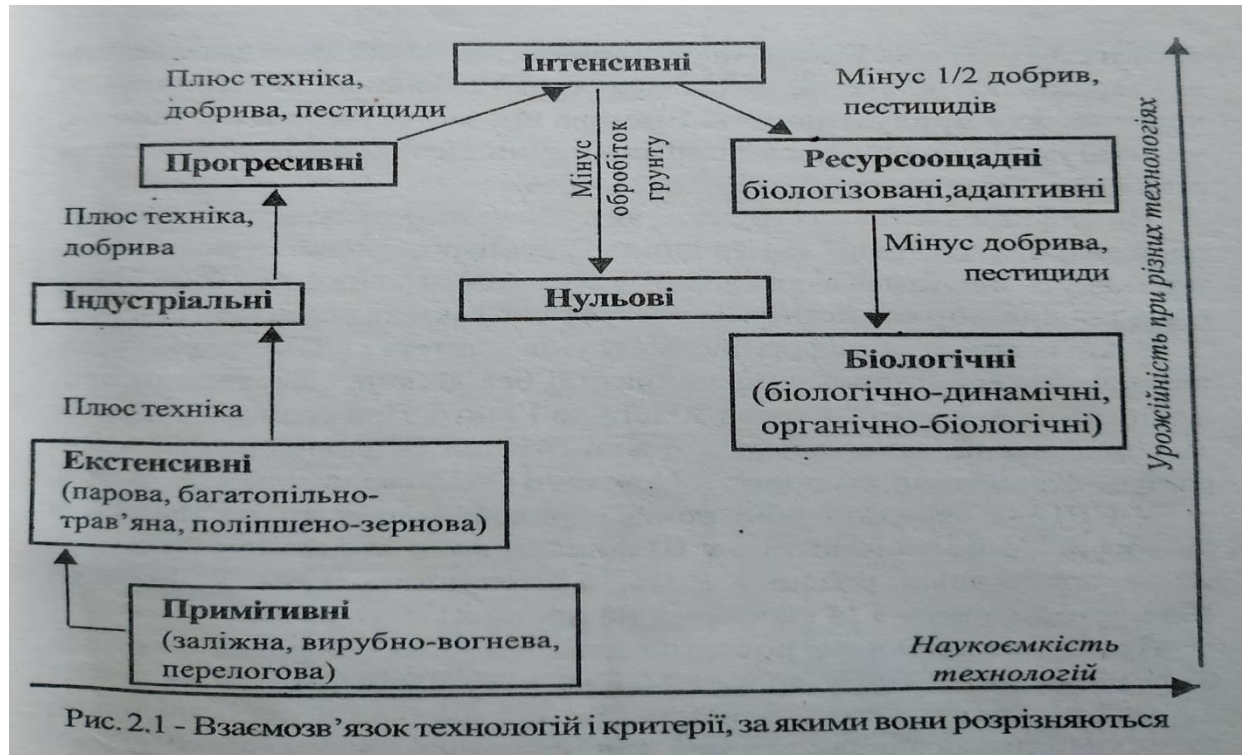 Інтенсивні
Плюс техніка,
добрива, пестициди
Мінус 1/2 добрив,
пестицидів
Прогресивні
Мінус
обробіток
грунту
Ресурсоощадні
біологізовані,адаптивні
Плюс техніка,
добрива
Мінус добрива,
пестициди
Індустріальні
Нульові
Біологічні
(біологічно-динамічні,
органічно-біологічні)
Плюс техніка
Екстенсивні
(парова, багатопільно-
трав’яна, поліпшено-зернова)
Примітивні
(заліжна, вирубно-вогнева,
перелогова)
Урожійність при різних технологіях
Наукоємкість
технологій
Рис. 2.1 - Взаємозв’язок технологій і критерії, за якими вони розрізняються